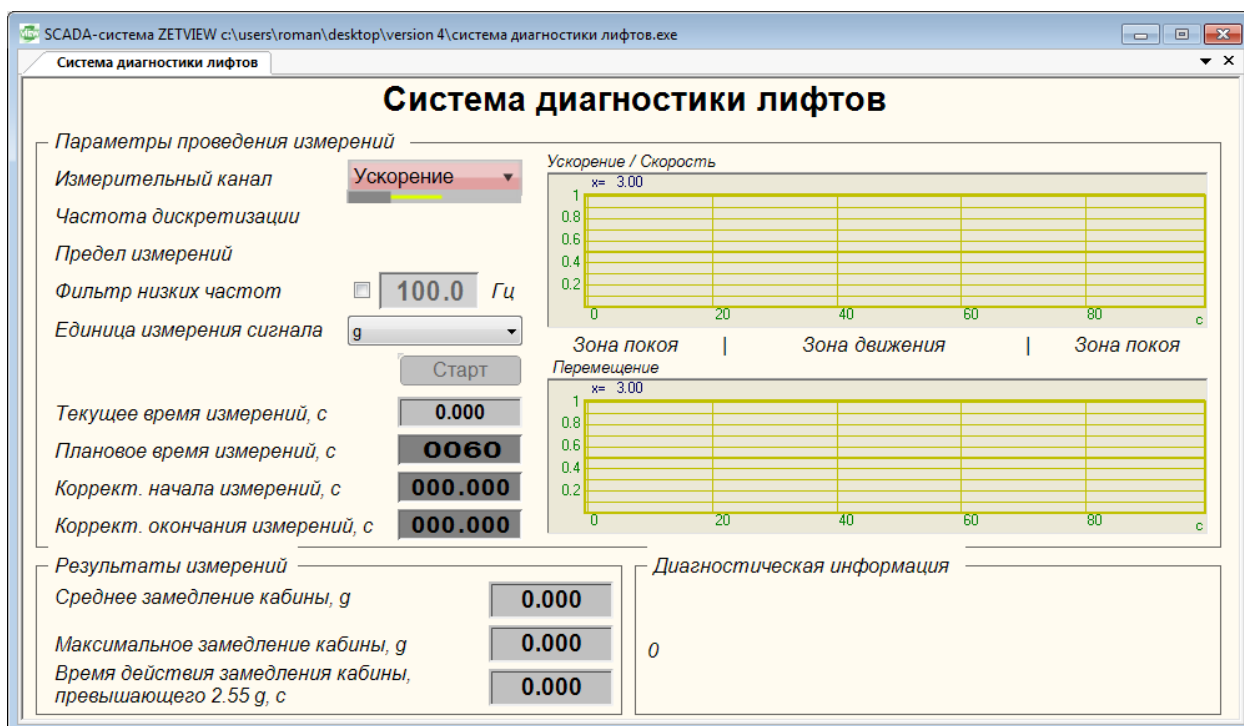 SCADA-система ZETVIEW c:\users\roman\desktop\version 4\система диагностики лифтов.exe
Система диагностики лифтов
Система диагностики лифтов
Параметры проведения измерений
Измерительный канал
Ускорение
Частота дискретизации
Предел измерений
Фильтр низких частот
100.0 Гц
Единица измерения сигнала
g
Старт
Текущее время измерений, с
0.000
Плановое время измерений, с
0060
Коррект. начала измерений, с
000.000
Коррект. окончания измерений, с
000.000
Ускорение / Скорость
x= 3.00
1
0.8
0.6
0.4
0.2
0 20 40 60 80 с
Зона покоя | Зона движения | Зона покоя
Перемещение
x= 3.00
1
0.8
0.6
0.4
0.2
0 20 40 60 80 с
Результаты измерений
Среднее замедление кабины, g
0.000
Максимальное замедление кабины, g
0.000
Время действия замедления кабины,
превышающего 2.55 g, с
0.000
Диагностическая информация
0